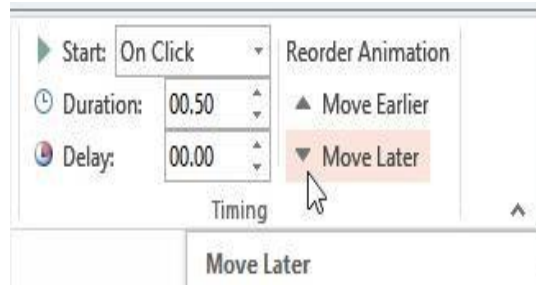 Start: On Click Reorder Animation
Duration: 00.50 Move Earlier
Delay: 00.00 Move Later
Timing
Move Later